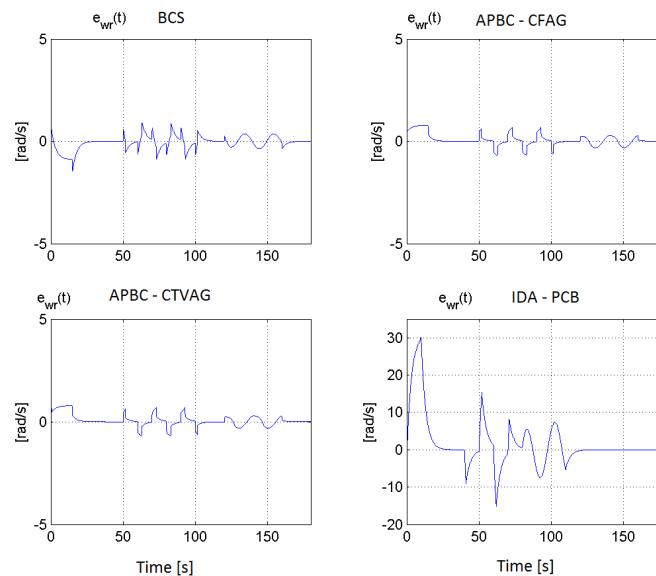 e_wr(t) BCS
5
0
-5
[rad/s]
0 50 100 150
e_wr(t) APBC - CFAG
5
0
-5
[rad/s]
0 50 100 150
e_wr(t) APBC - CTVAG
5
0
-5
[rad/s]
0 50 100 150
Time [s]
e_wr(t) IDA - PCB
30
20
10
0
-10
-20
[rad/s]
0 50 100 150
Time [s]